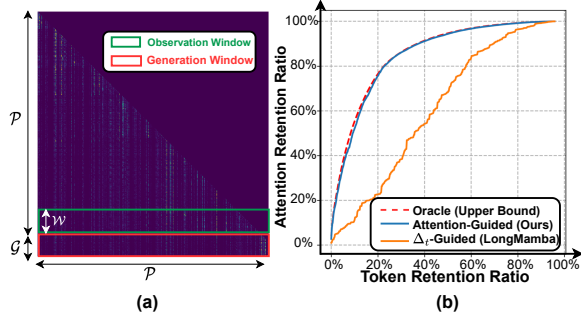 Observation Window
Generation Window
𝒫
𝒲
𝒢
𝒫
(a)
Attention Retention Ratio
100%
80%
60%
40%
20%
0%
Oracle (Upper Bound)
Attention-Guided (Ours)
Δₜ-Guided (LongMamba)
0% 20% 40% 60% 80% 100%
Token Retention Ratio
(b)